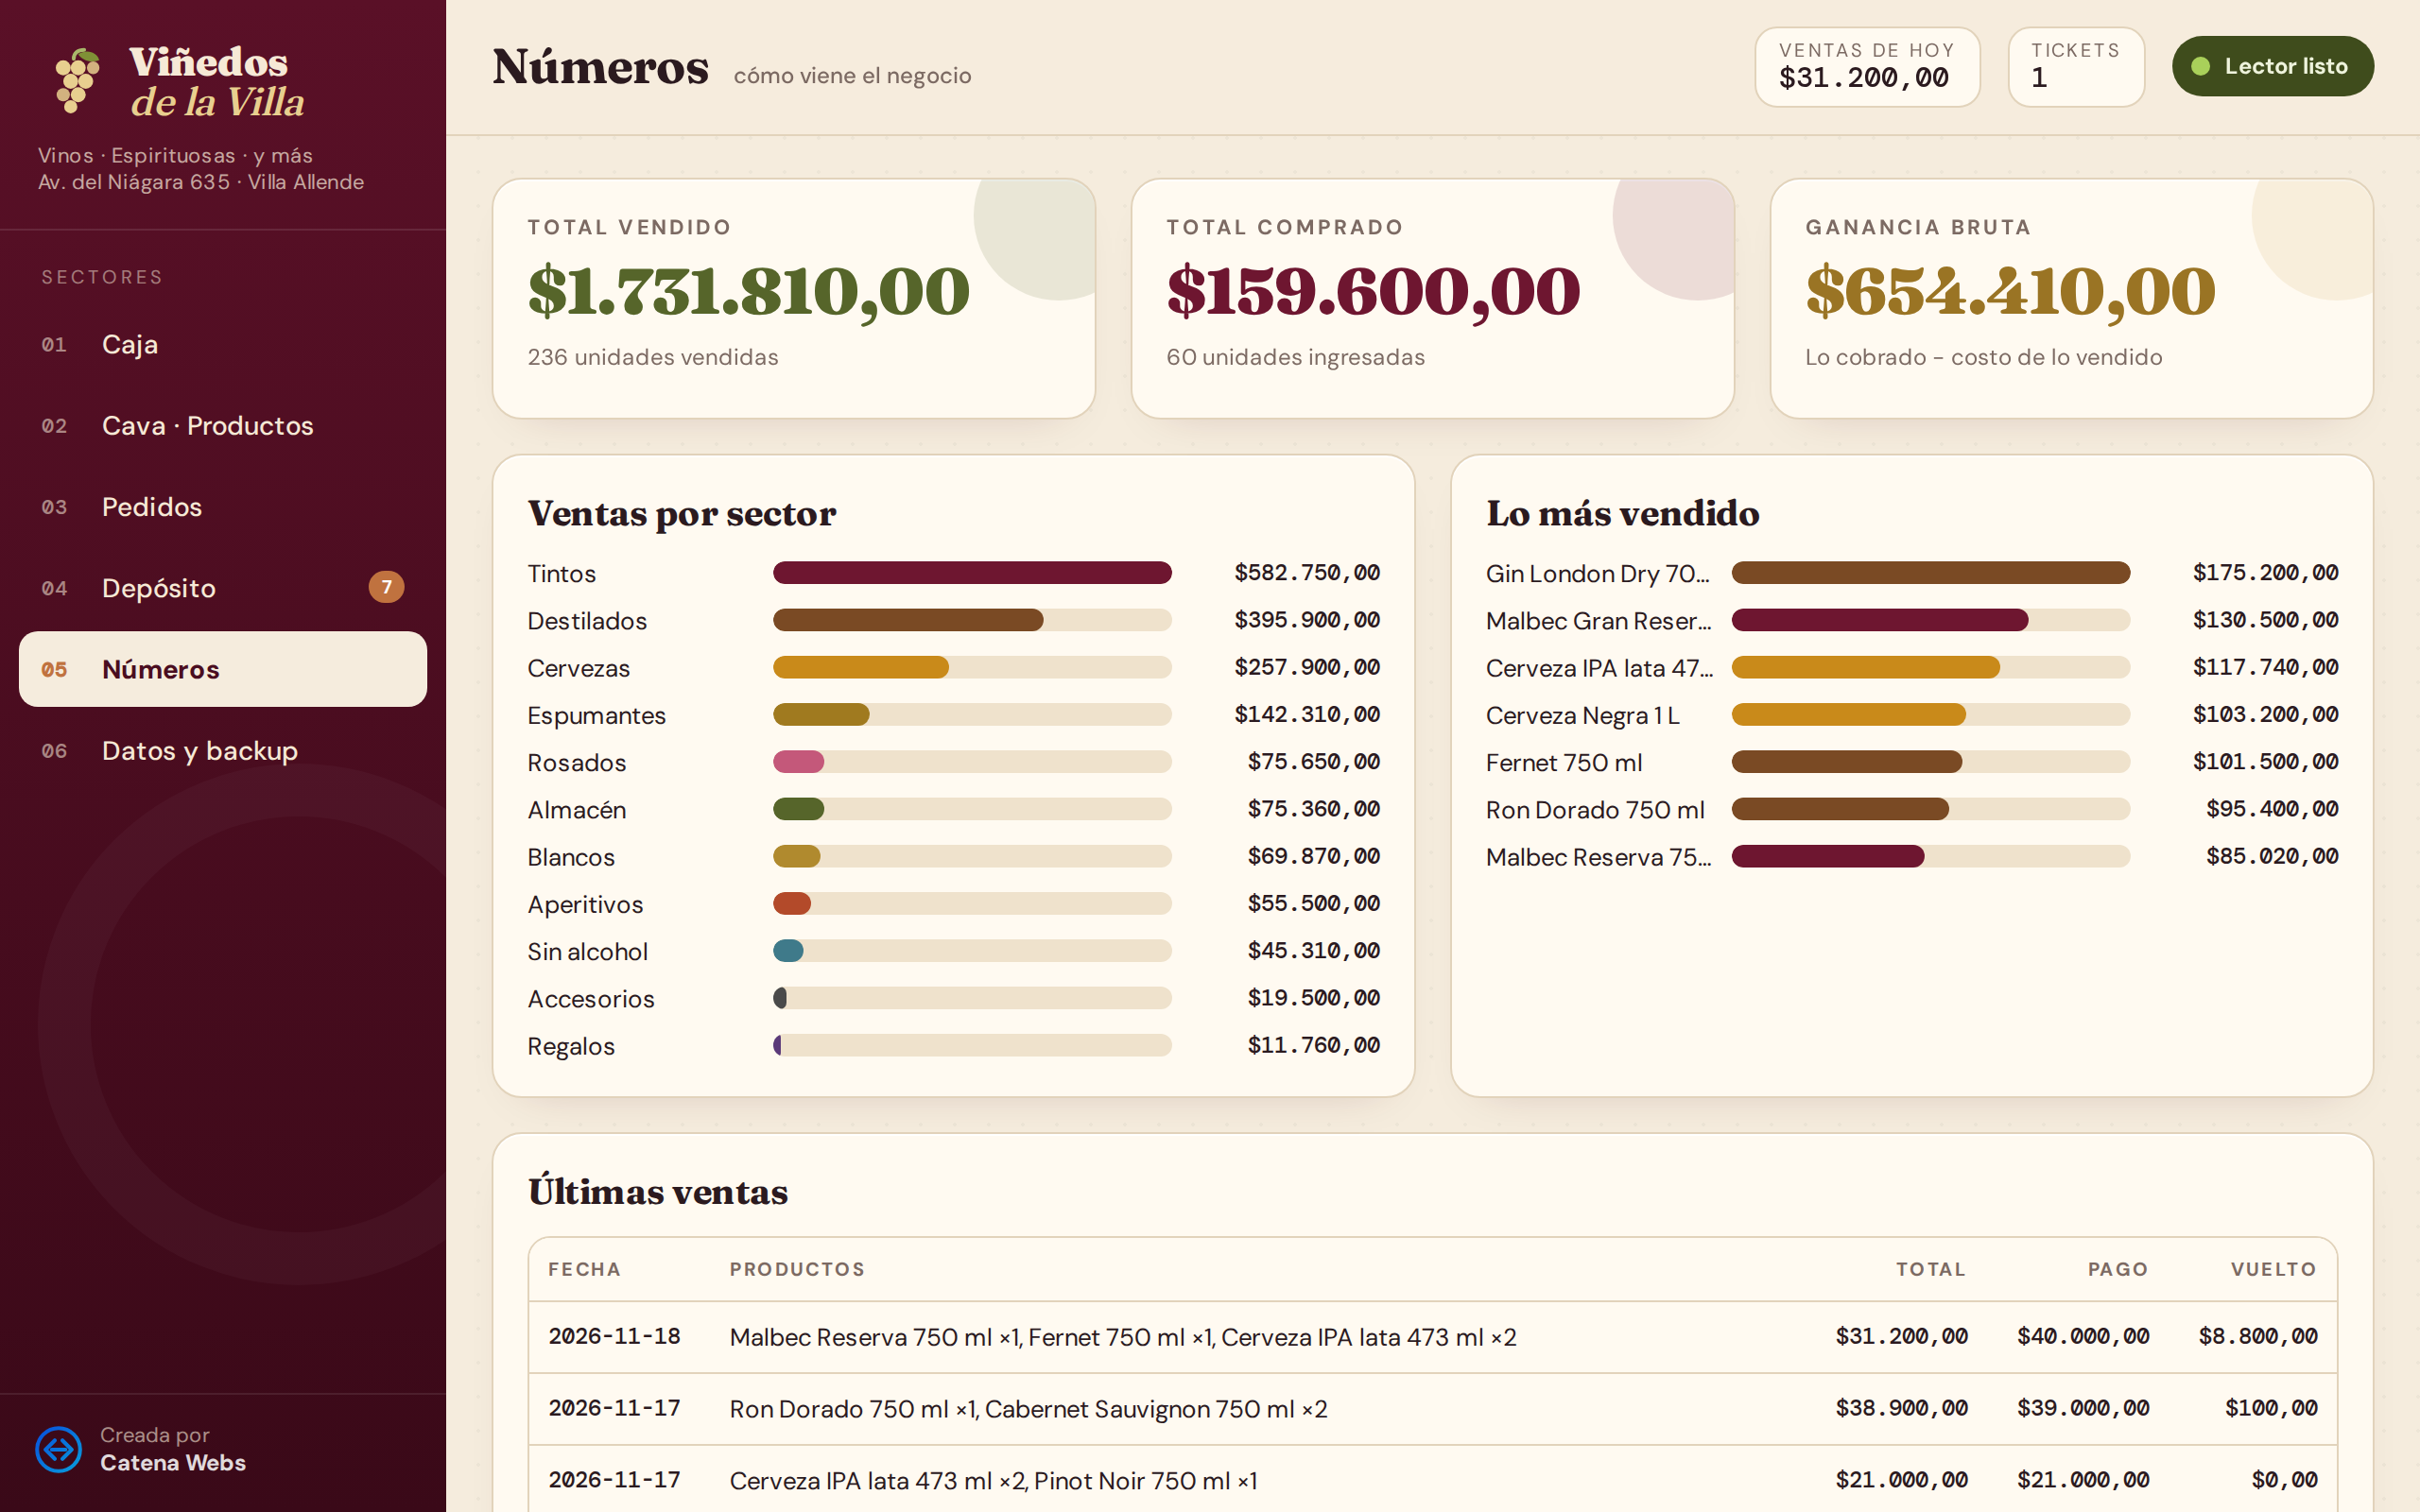 Viñedos
de la Villa
Vinos · Espirituosas · y más
Av. del Niágara 635 · Villa Allende
SECTORES
01 Caja
02 Cava · Productos
03 Pedidos
04 Depósito 7
05 Números
06 Datos y backup
Creada por
Catena Webs
Números cómo viene el negocio
VENTAS DE HOY
$31.200,00
TICKETS
1
Lector listo
TOTAL VENDIDO
$1.731.810,00
236 unidades vendidas
TOTAL COMPRADO
$159.600,00
60 unidades ingresadas
GANANCIA BRUTA
$654.410,00
Lo cobrado − costo de lo vendido
Ventas por sector
Tintos $582.750,00
Destilados $395.900,00
Cervezas $257.900,00
Espumantes $142.310,00
Rosados $75.650,00
Almacén $75.360,00
Blancos $69.870,00
Aperitivos $55.500,00
Sin alcohol $45.310,00
Accesorios $19.500,00
Regalos $11.760,00
Lo más vendido
Gin London Dry 70... $175.200,00
Malbec Gran Reser... $130.500,00
Cerveza IPA lata 47... $117.740,00
Cerveza Negra 1 L $103.200,00
Fernet 750 ml $101.500,00
Ron Dorado 750 ml $95.400,00
Malbec Reserva 75... $85.020,00
Últimas ventas
FECHA PRODUCTOS TOTAL PAGO VUELTO
2026-11-18 Malbec Reserva 750 ml ×1, Fernet 750 ml ×1, Cerveza IPA lata 473 ml ×2 $31.200,00 $40.000,00 $8.800,00
2026-11-17 Ron Dorado 750 ml ×1, Cabernet Sauvignon 750 ml ×2 $38.900,00 $39.000,00 $100,00
2026-11-17 Cerveza IPA lata 473 ml ×2, Pinot Noir 750 ml ×1 $21.000,00 $21.000,00 $0,00